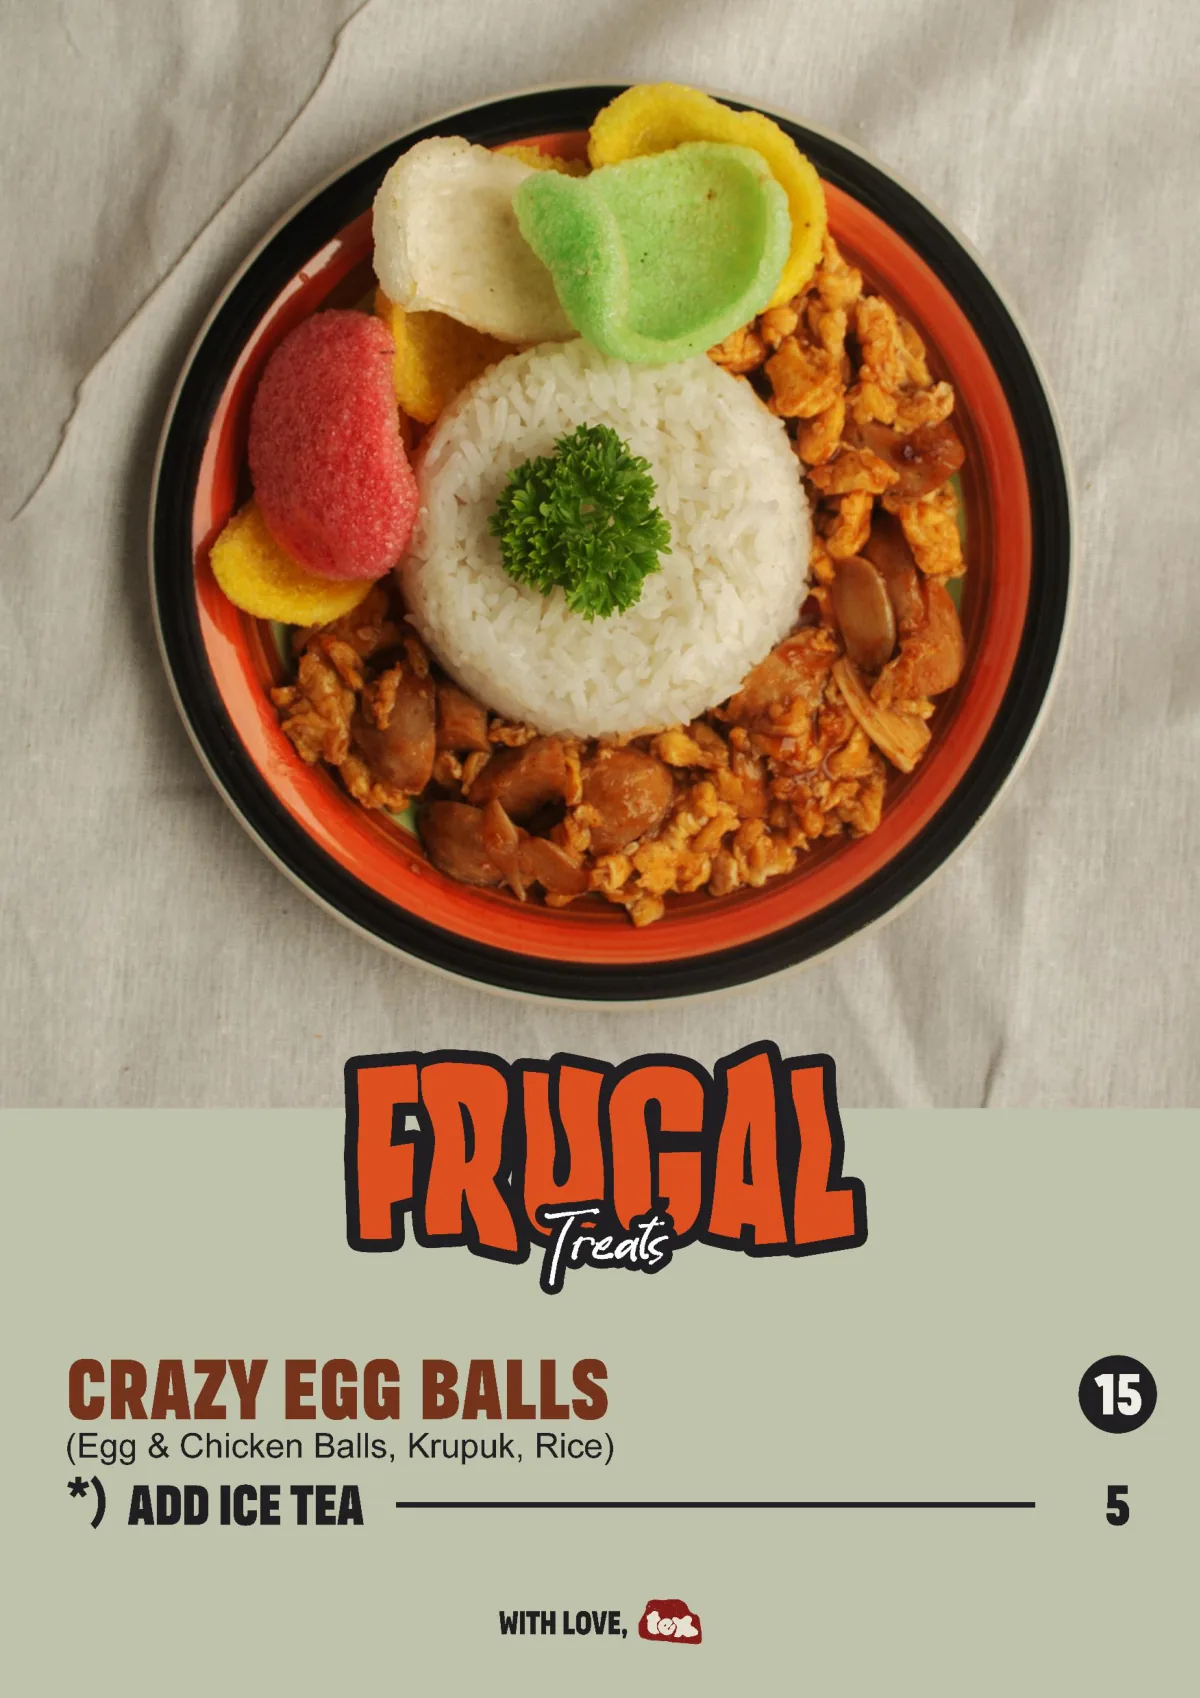 FRUGAL
Treats
CRAZY EGG BALLS 15
(Egg & Chicken Balls, Krupuk, Rice)
*) ADD ICE TEA 5
WITH LOVE, tex